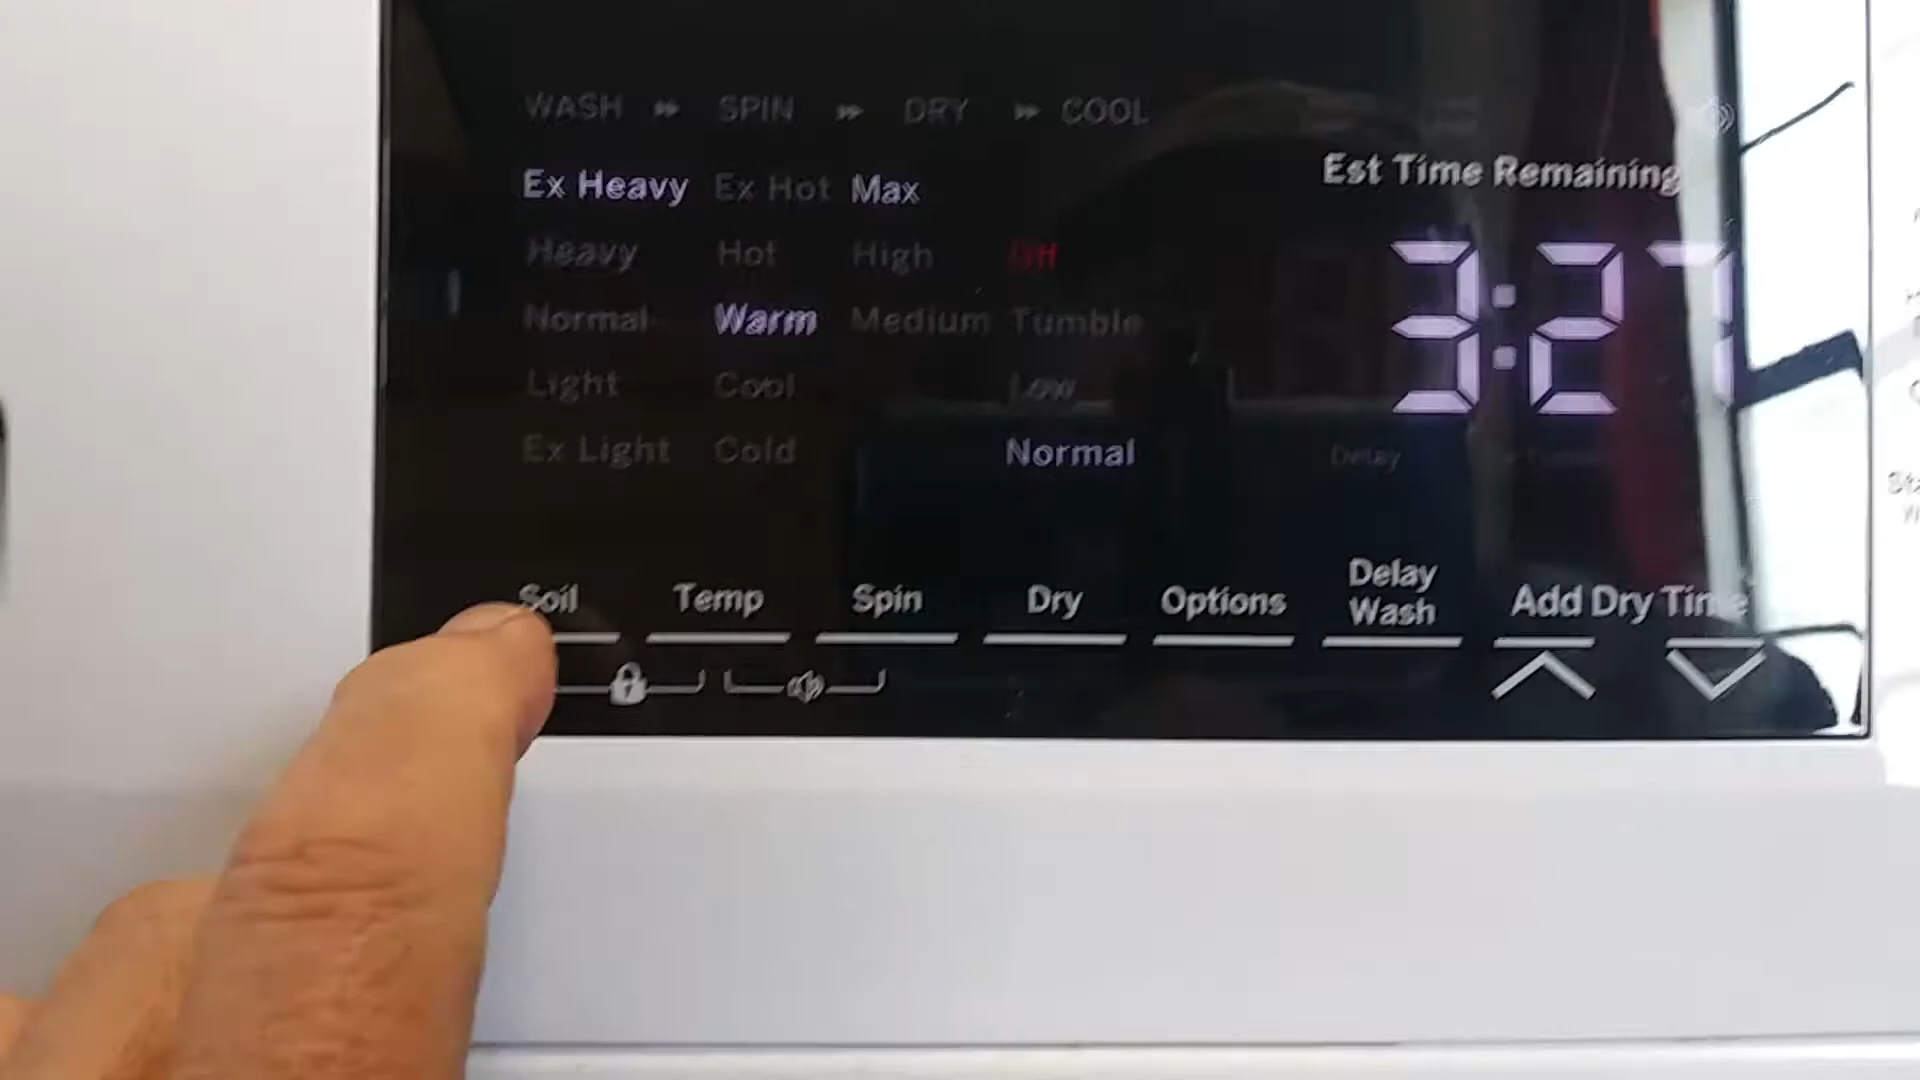 WASH SPIN DRY COOL
Est Time Remaining
Ex Heavy Ex Hot Max
Heavy Hot High Off
3:27
Normal Warm Medium Tumble
Light Cool Low
Ex Light Cold Normal Delay
Soil Temp Spin Dry Options Delay Wash Add Dry Time